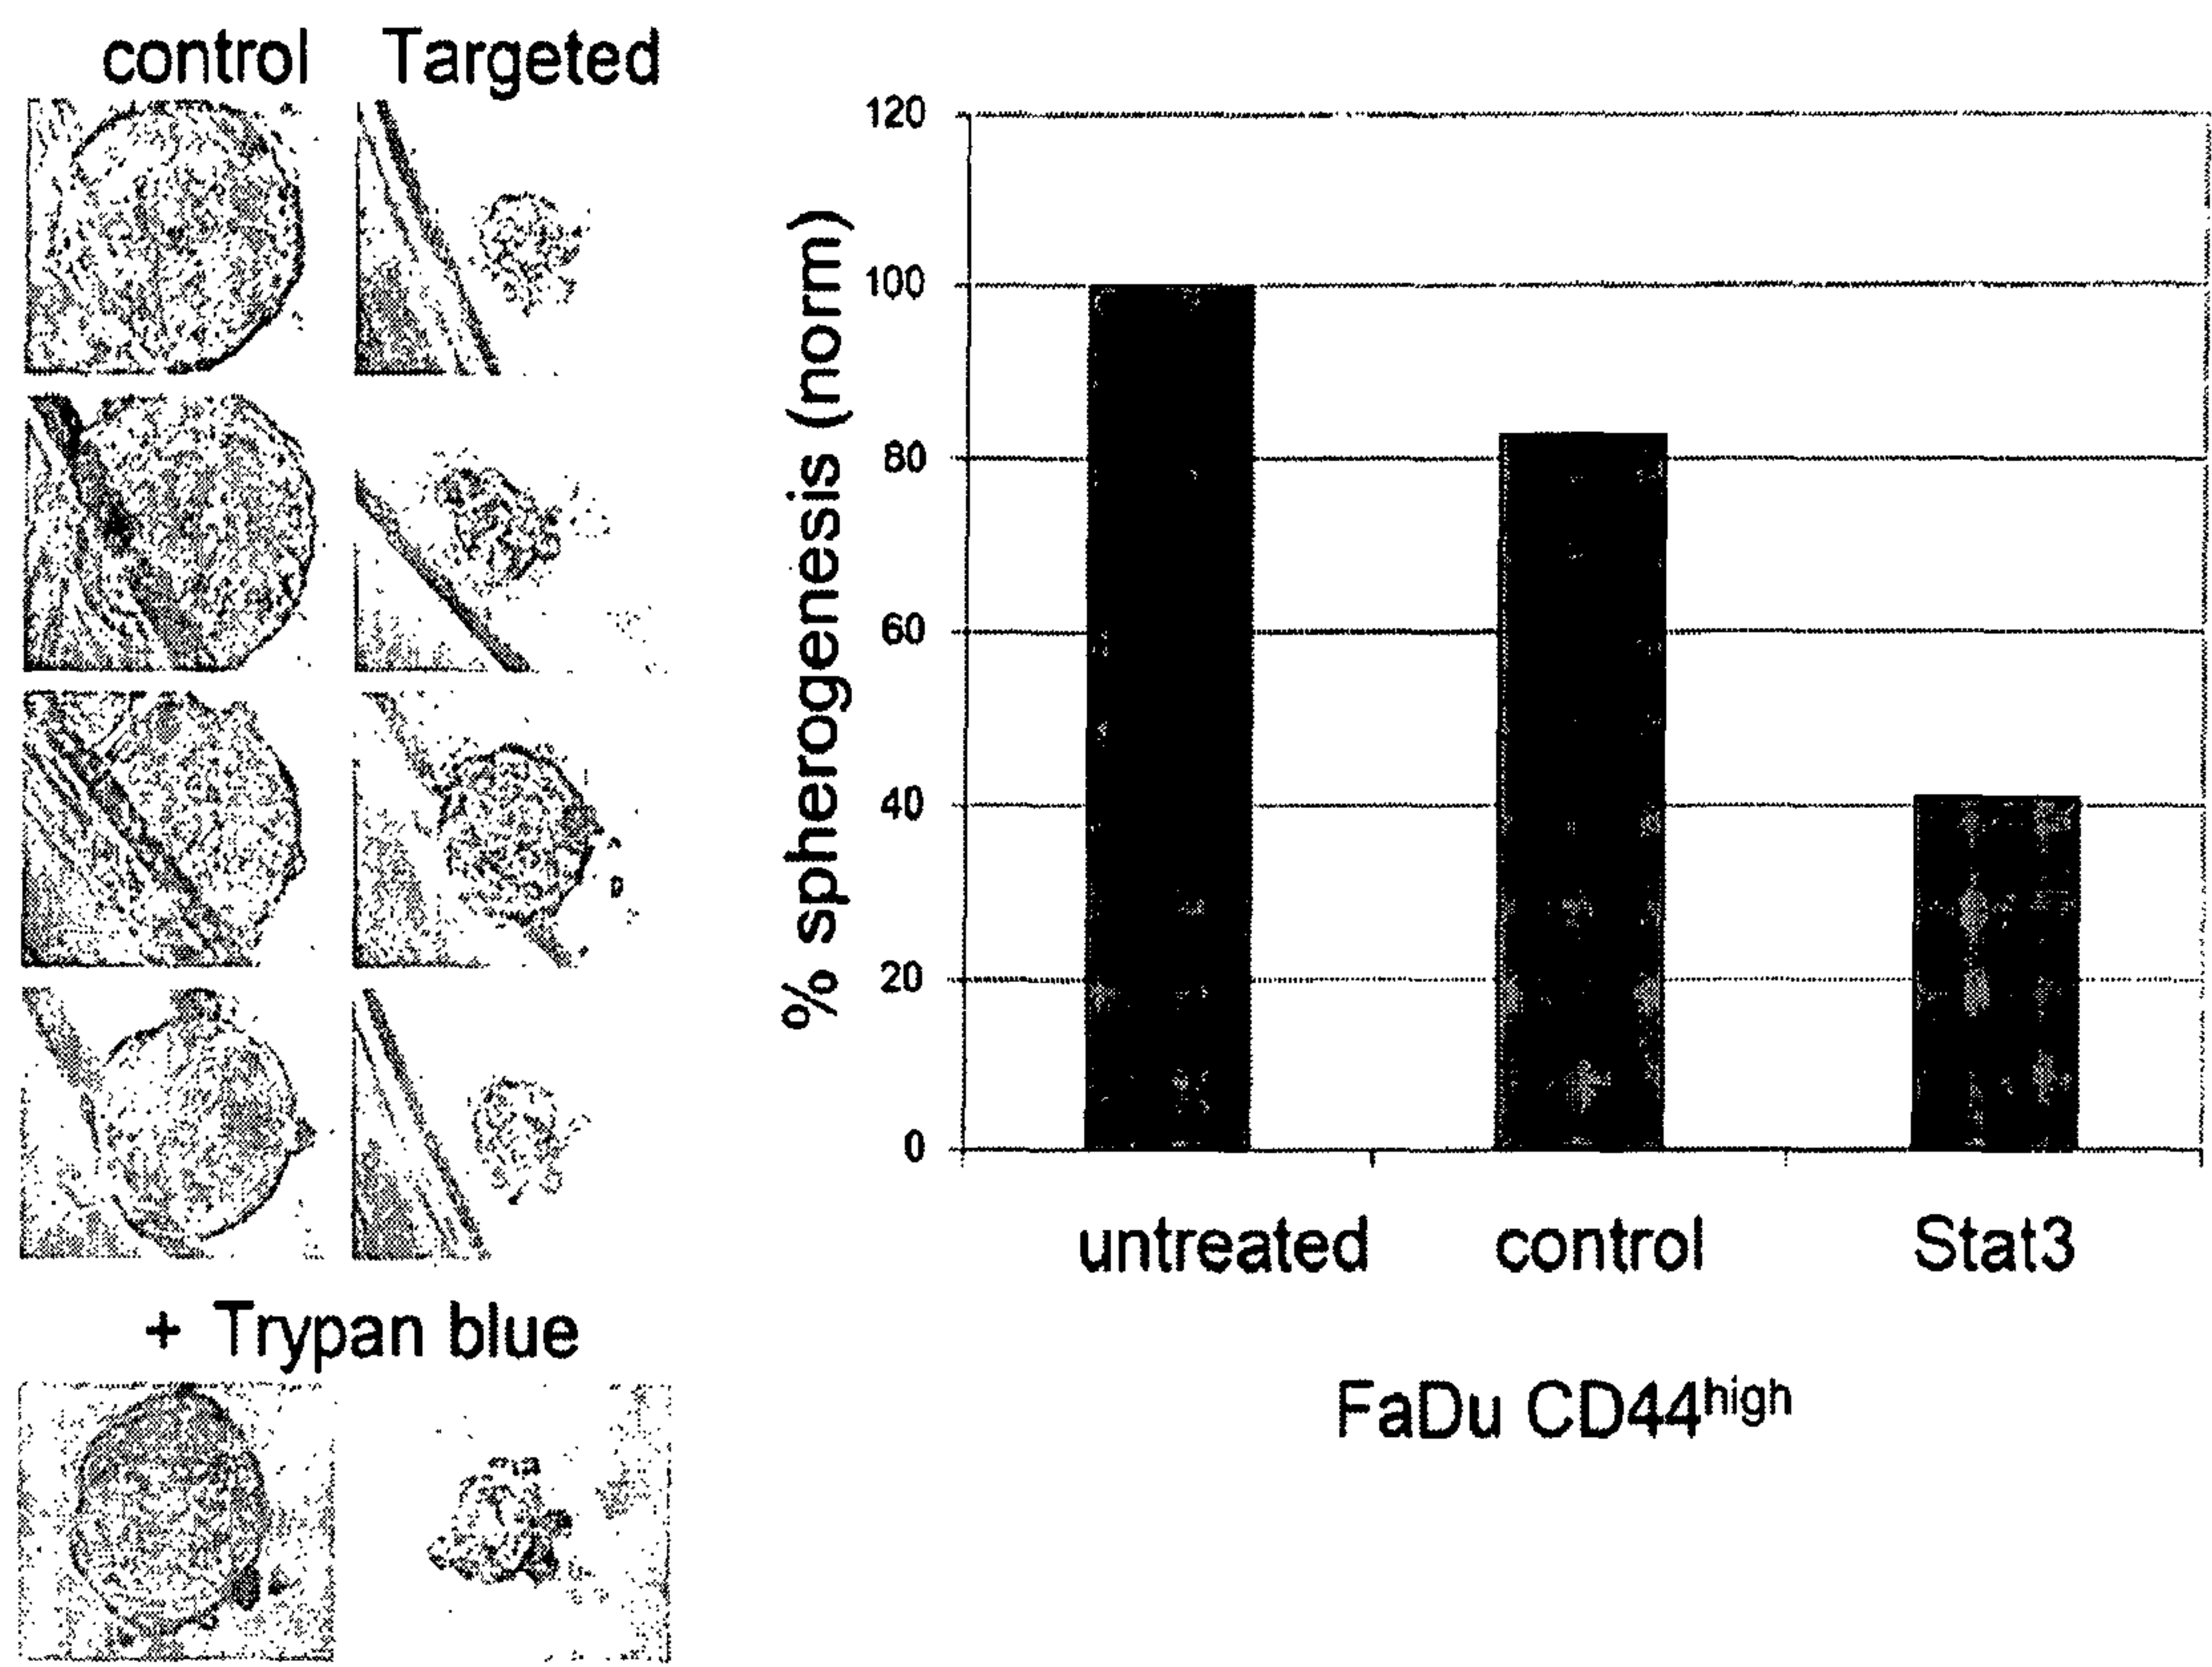 control Targeted
+ Trypan blue
% spherogenesis (norm)
120
100
80
60
40
20
0
untreated control Stat3
FaDu CD44high